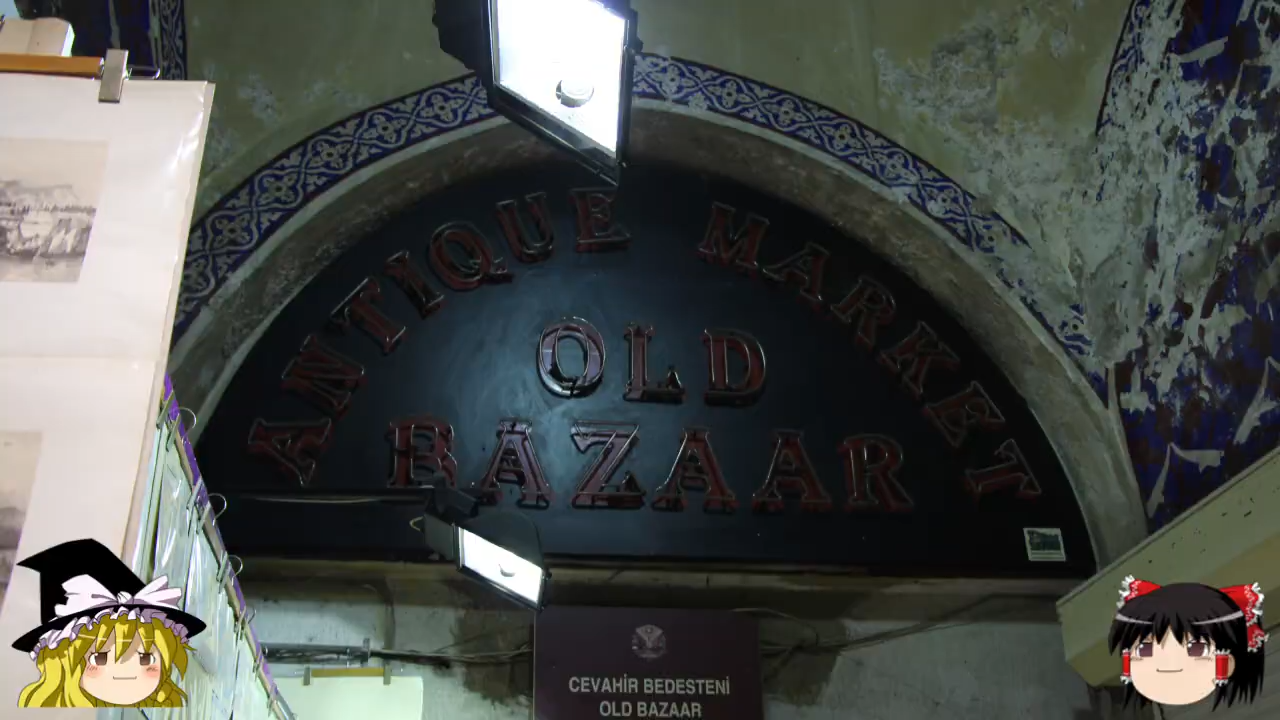 ANTIQUE MARKET
OLD
BAZAAR
CEVAHİR BEDESTENİ
OLD BAZAAR